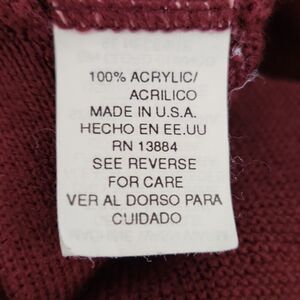 100% ACRYLIC/
ACRILICO
MADE IN U.S.A.
HECHO EN EE.UU
RN 13884
SEE REVERSE
FOR CARE
VER AL DORSO PARA
CUIDADO